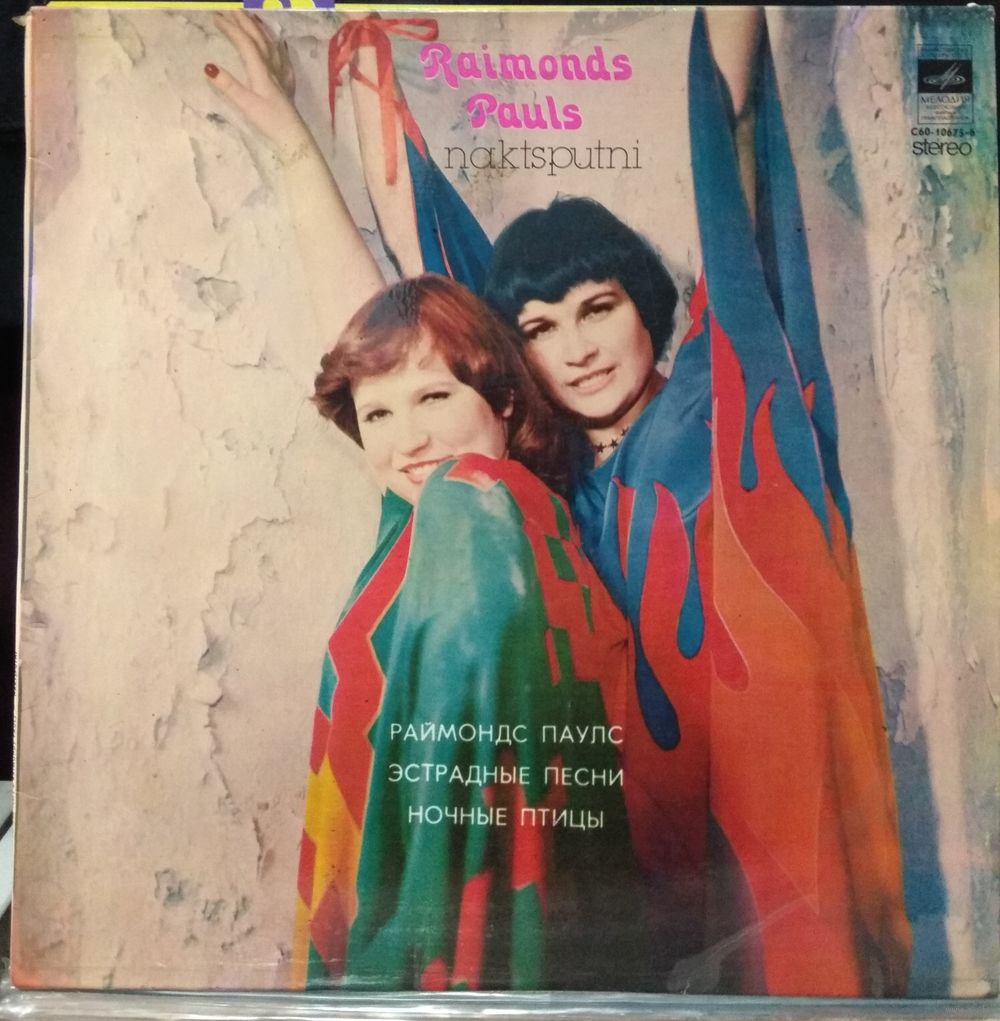 Raimonds
Pauls
naktsputni
МЕЛОДИЯ
С60-10675-6
stereo
РАЙМОНДС ПАУЛС
ЭСТРАДНЫЕ ПЕСНИ
НОЧНЫЕ ПТИЦЫ